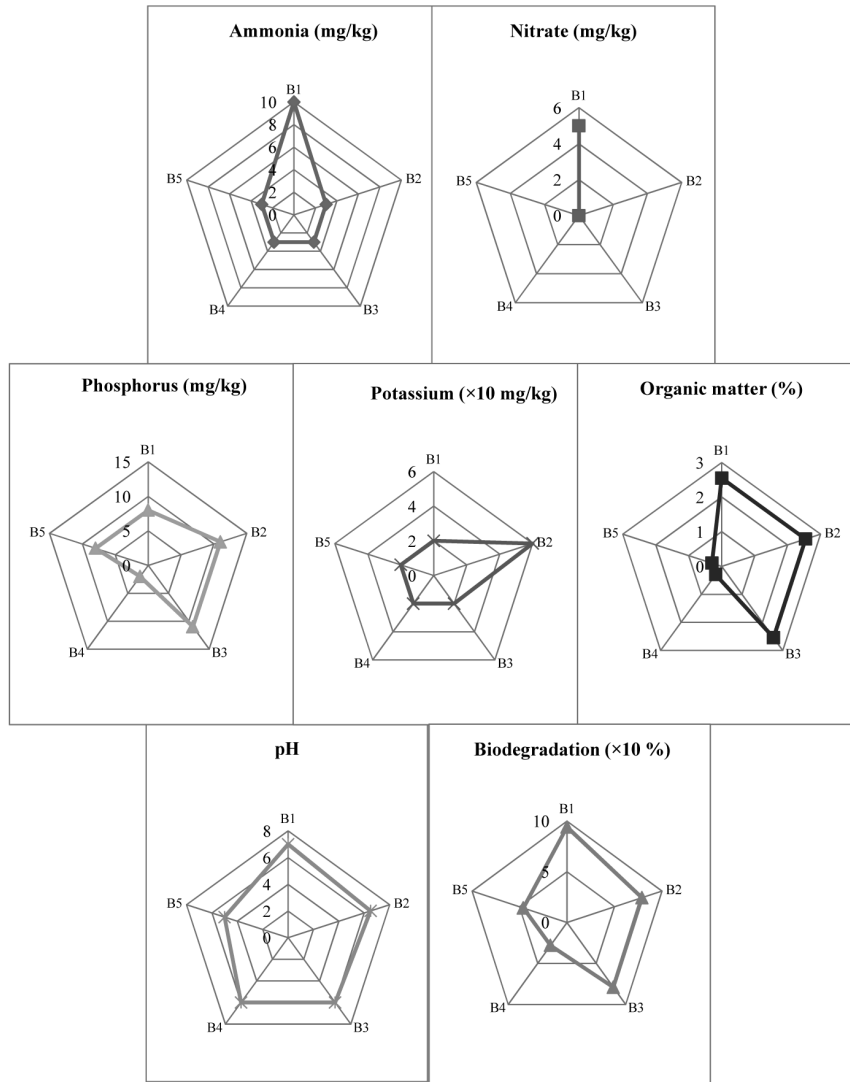 Ammonia (mg/kg)
B1
10
8
6
4
2
0
B5
B2
B4
B3
Nitrate (mg/kg)
B1
6
4
2
0
B5
B2
B4
B3
Phosphorus (mg/kg)
B1
15
10
5
0
B5
B2
B4
B3
Potassium (×10 mg/kg)
B1
6
4
2
0
B5
B2
B4
B3
Organic matter (%)
B1
3
2
1
0
B5
B2
B4
B3
pH
B1
8
6
4
2
0
B5
B2
B4
B3
Biodegradation (×10 %)
B1
10
5
0
B5
B2
B4
B3